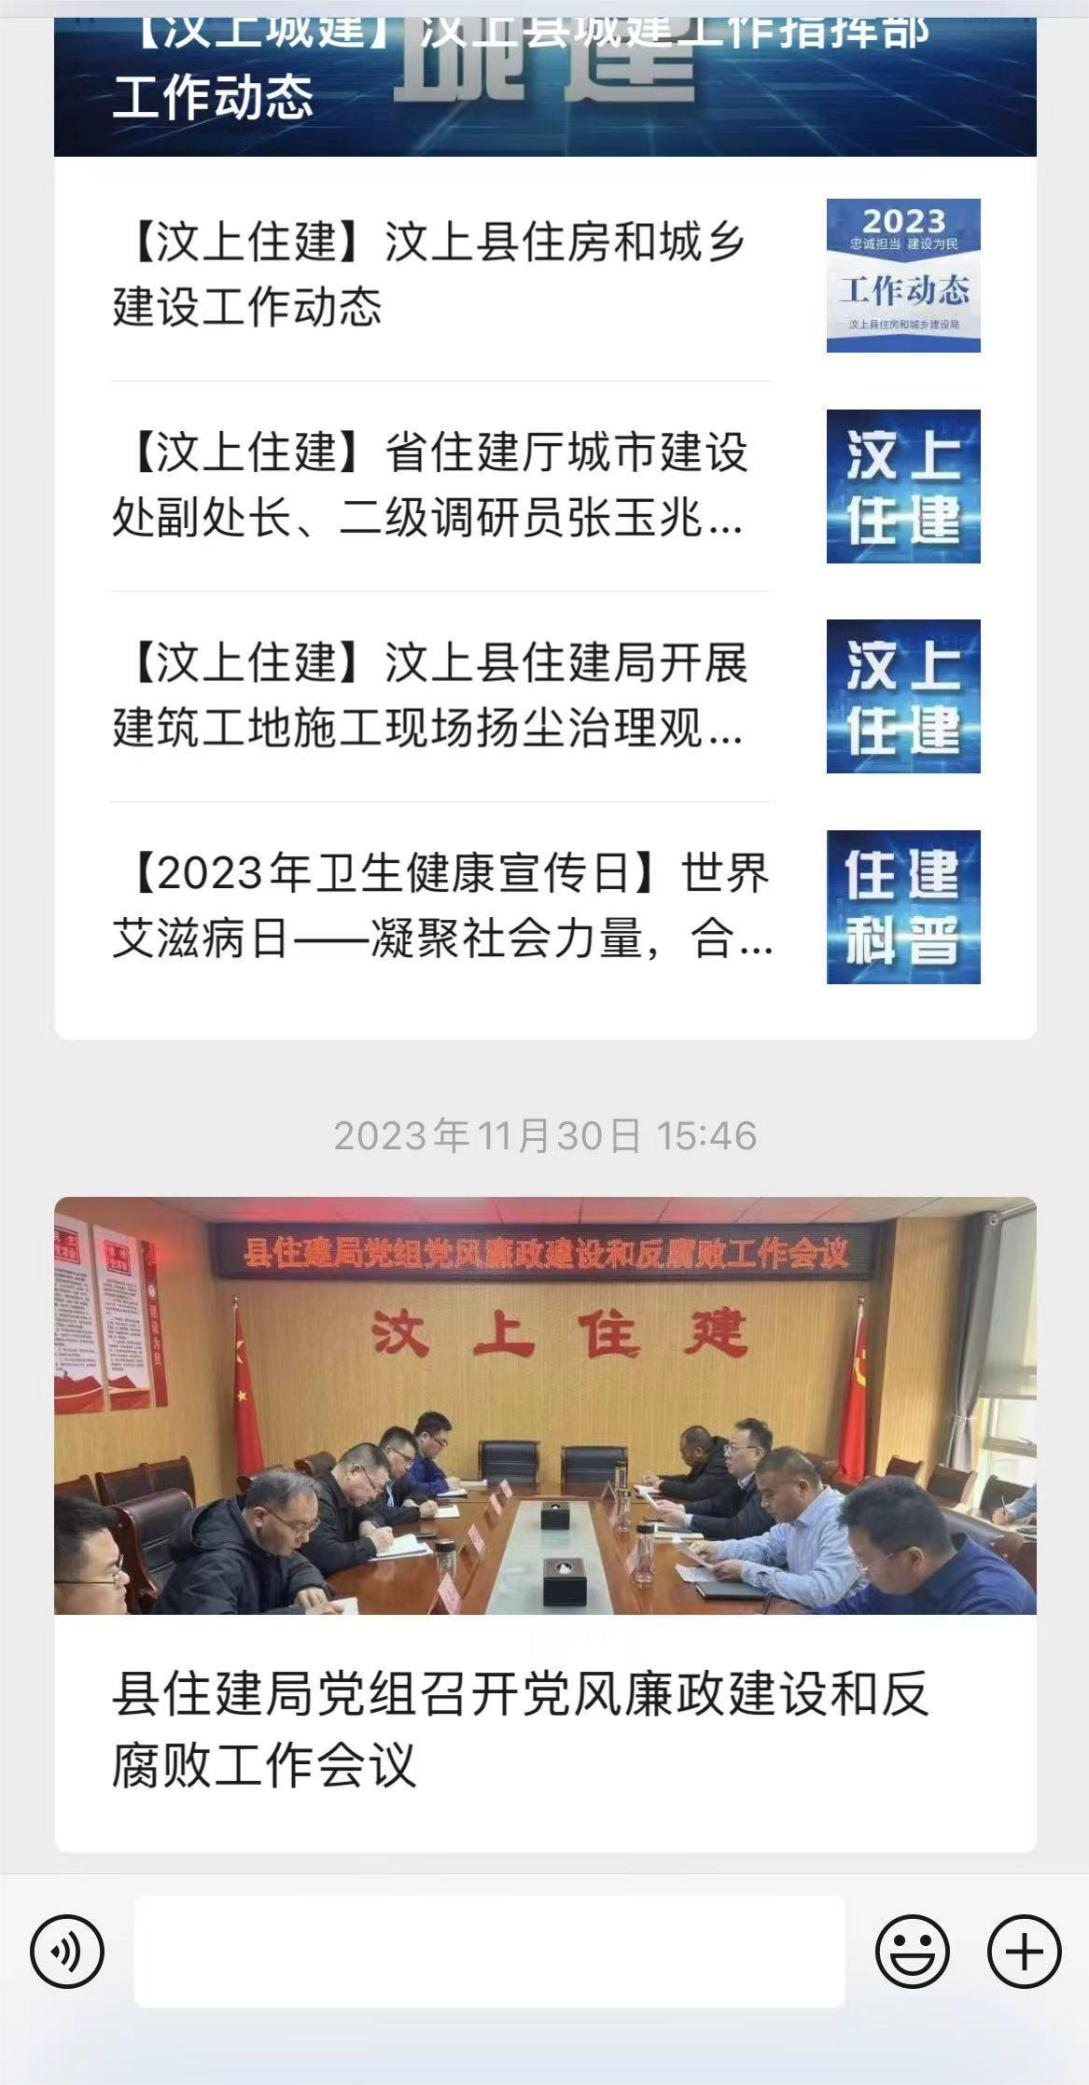 【汶上城建】汶上县城建工作指挥部
工作动态
城建
【汶上住建】汶上县住房和城乡
建设工作动态
2023
忠诚担当 建设为民
工作动态
汶上县住房和城乡建设局
【汶上住建】省住建厅城市建设
处副处长、二级调研员张玉兆...
汶上
住建
【汶上住建】汶上县住建局开展
建筑工地施工现场扬尘治理观...
汶上
住建
【2023年卫生健康宣传日】世界
艾滋病日——凝聚社会力量，合...
住建
科普
2023年11月30日 15:46
县住建局党组党风廉政建设和反腐败工作会议
汶上住建
县住建局党组召开党风廉政建设和反
腐败工作会议